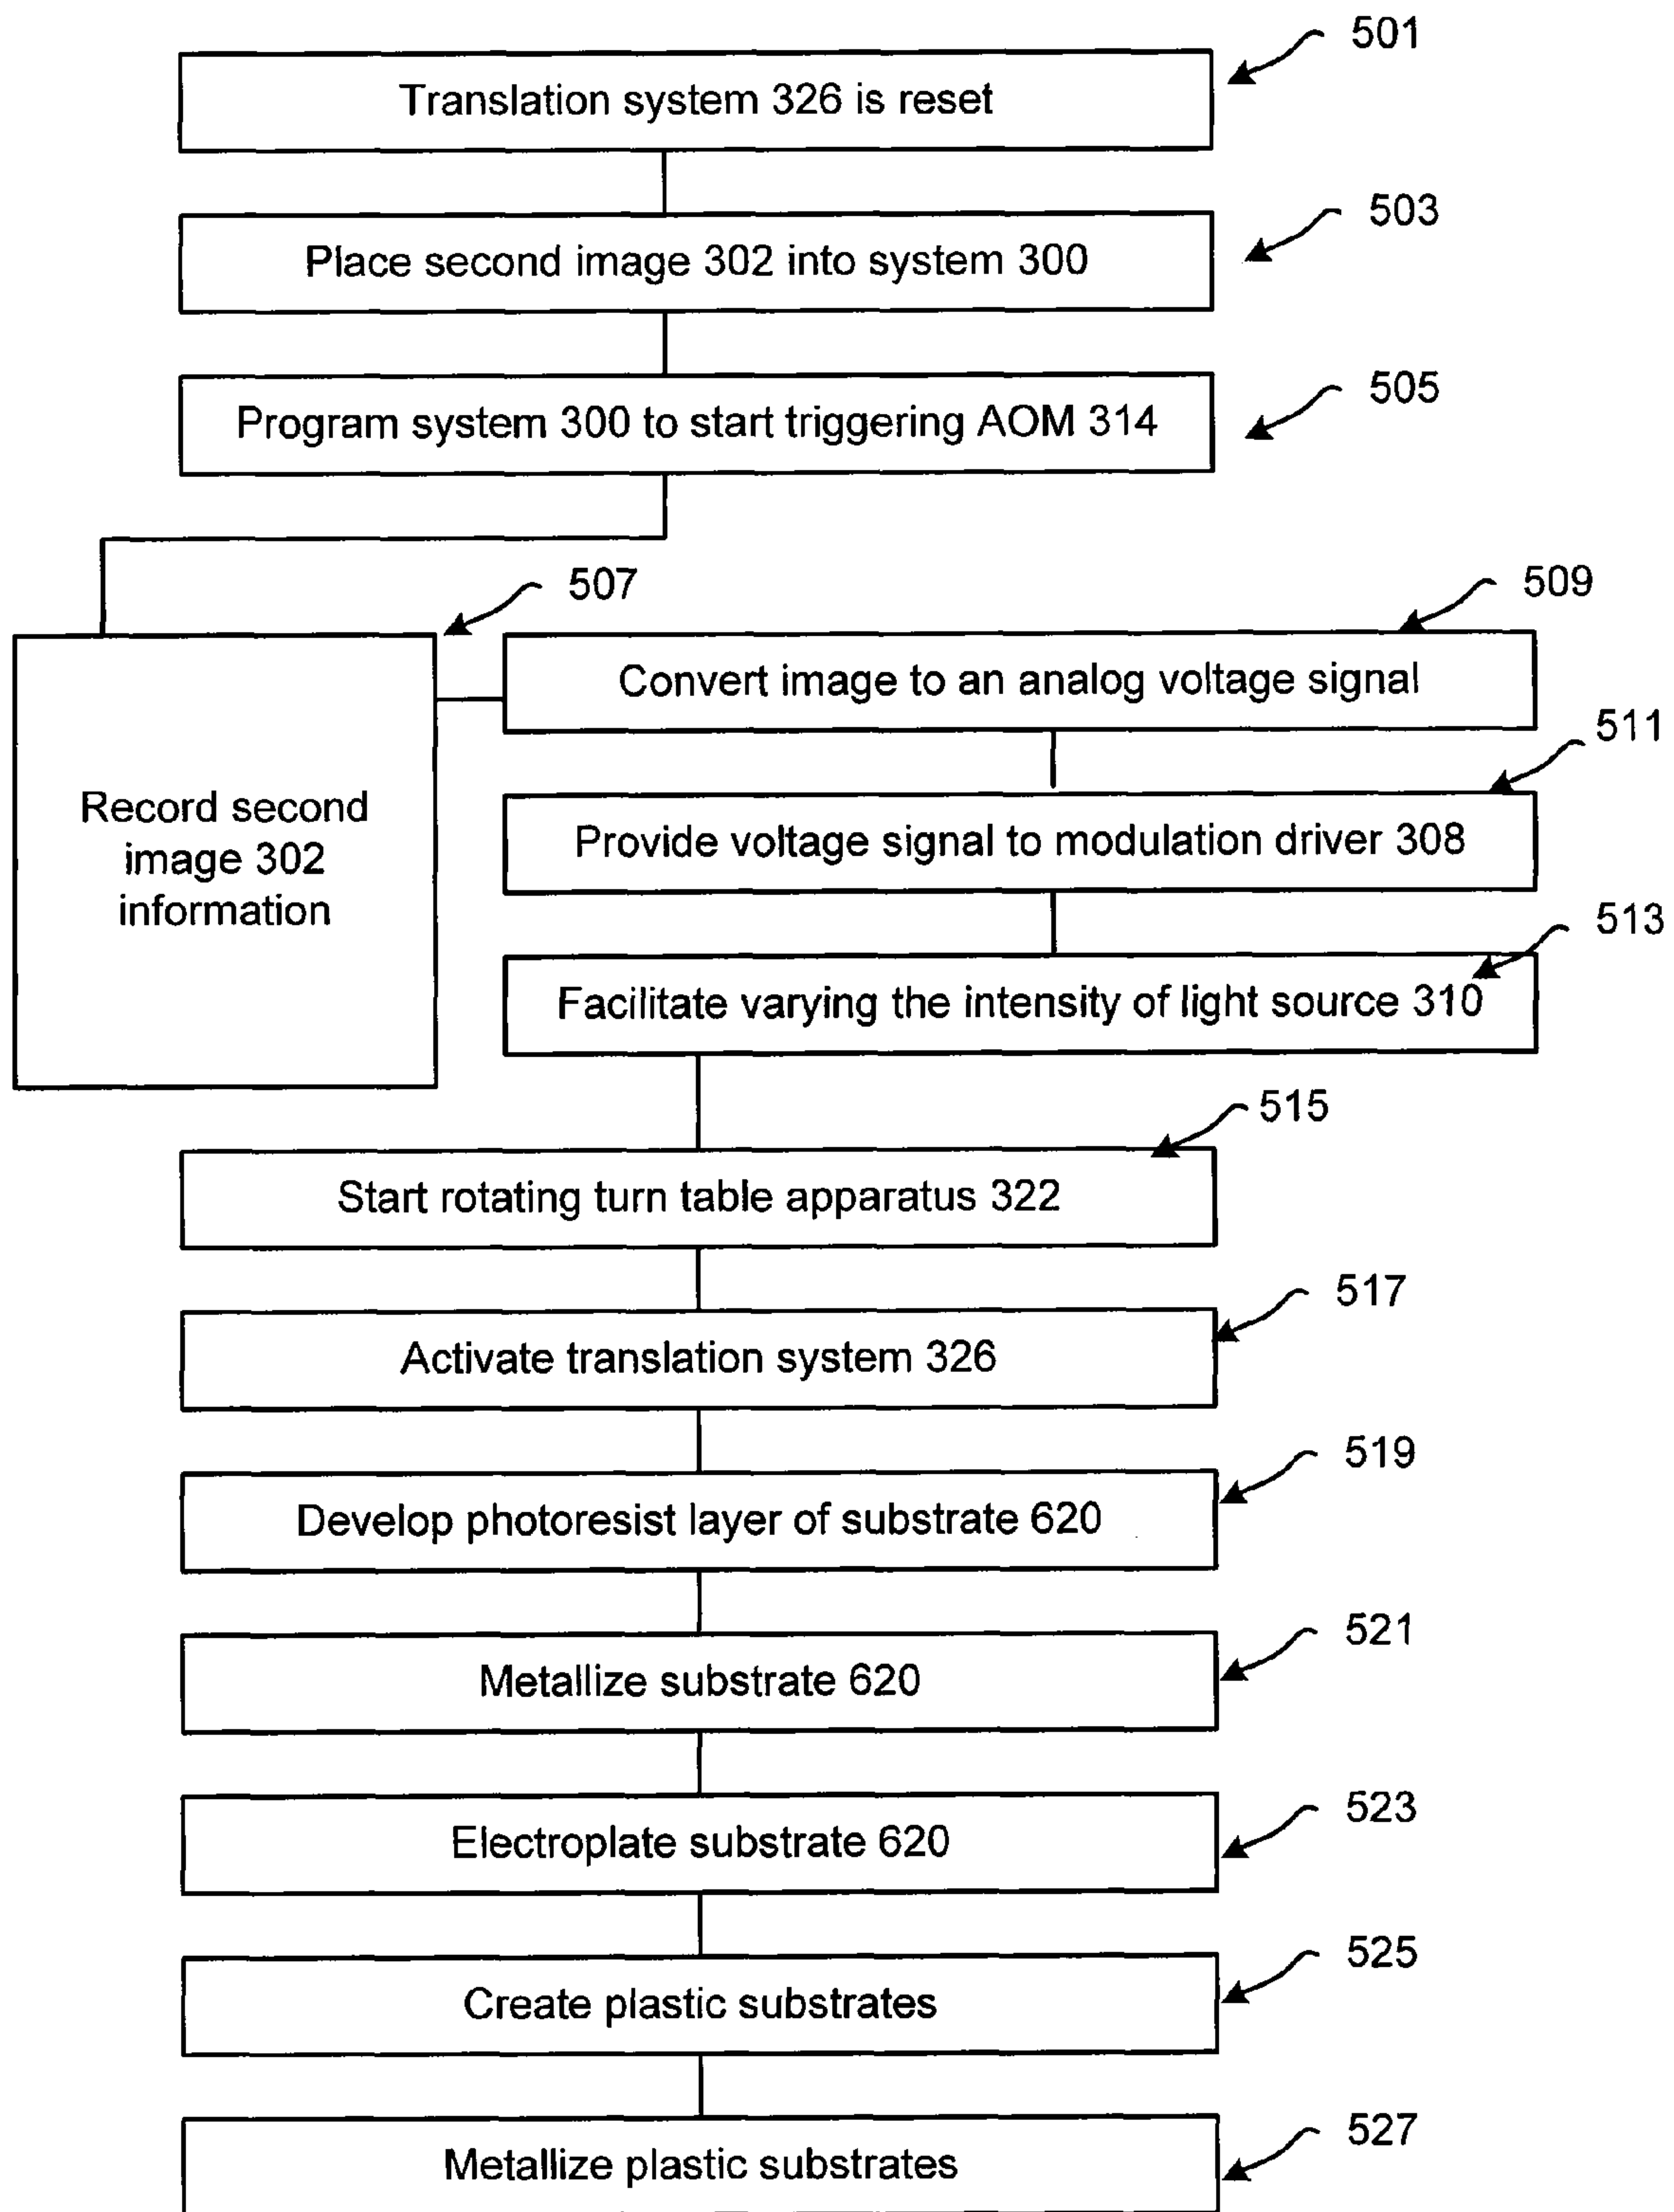 501
Translation system 326 is reset
503
Place second image 302 into system 300
505
Program system 300 to start triggering AOM 314
507
Record second
image 302
information
509
Convert image to an analog voltage signal
511
Provide voltage signal to modulation driver 308
513
Facilitate varying the intensity of light source 310
515
Start rotating turn table apparatus 322
517
Activate translation system 326
519
Develop photoresist layer of substrate 620
521
Metallize substrate 620
523
Electroplate substrate 620
525
Create plastic substrates
527
Metallize plastic substrates